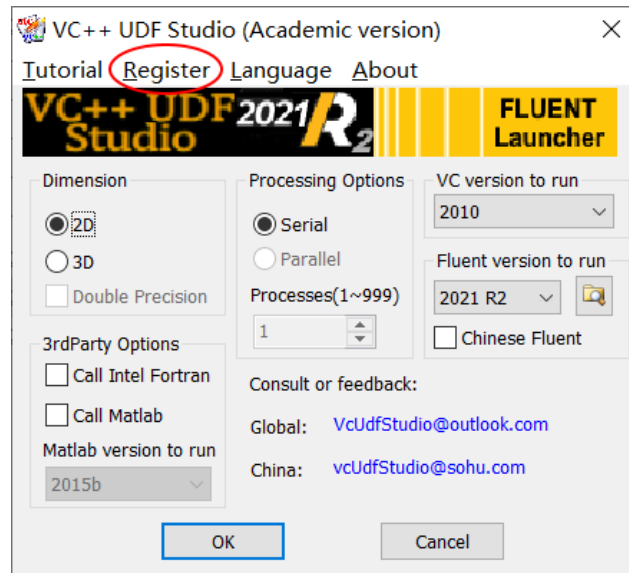 VC++ UDF Studio (Academic version)
Tutorial Register Language About
VC++ UDF Studio 2021 R2
FLUENT Launcher
Dimension
2D
3D
Double Precision
Processing Options
Serial
Parallel
Processes(1~999)
1
VC version to run
2010
Fluent version to run
2021 R2
Chinese Fluent
3rdParty Options
Call Intel Fortran
Call Matlab
Matlab version to run
2015b
Consult or feedback:
Global: VcUdfStudio@outlook.com
China: vcUdfStudio@sohu.com
OK Cancel